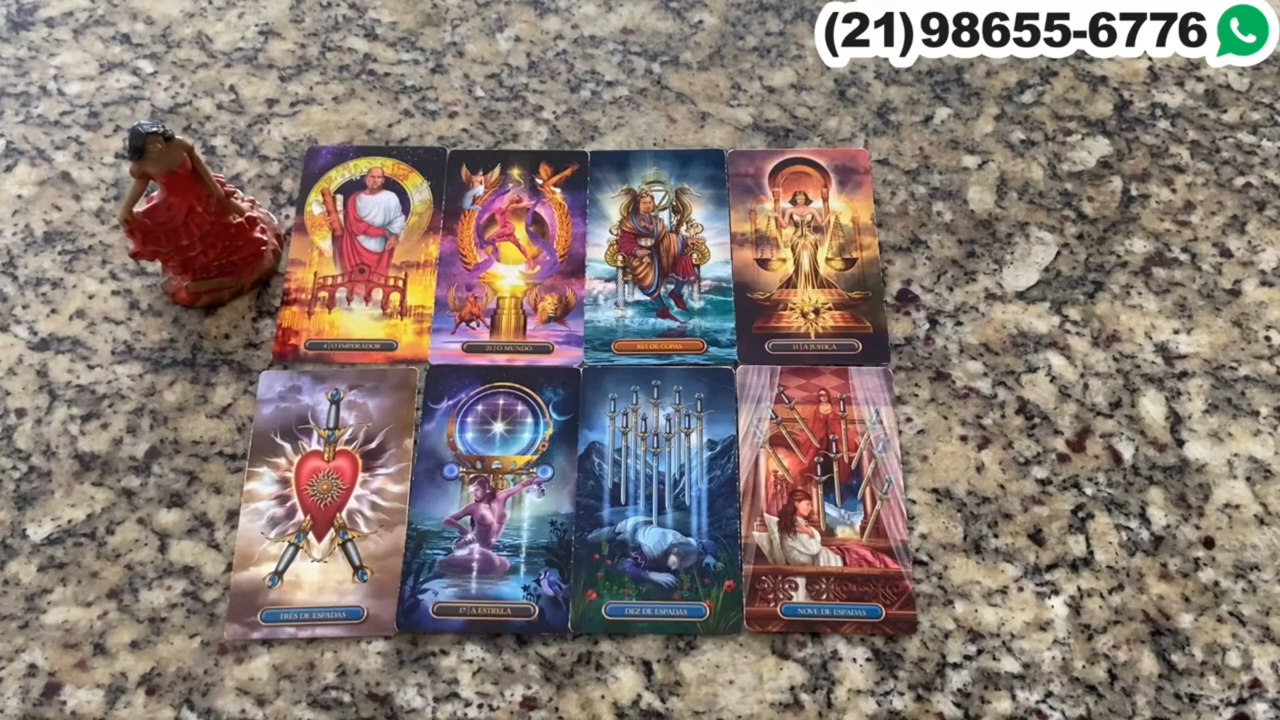 (21)98655-6776
4 | O IMPERADOR
21 | O MUNDO
REI DE COPAS
11 | A JUSTIÇA
TRÊS DE ESPADAS
17 | A ESTRELA
DEZ DE ESPADAS
NOVE DE ESPADAS